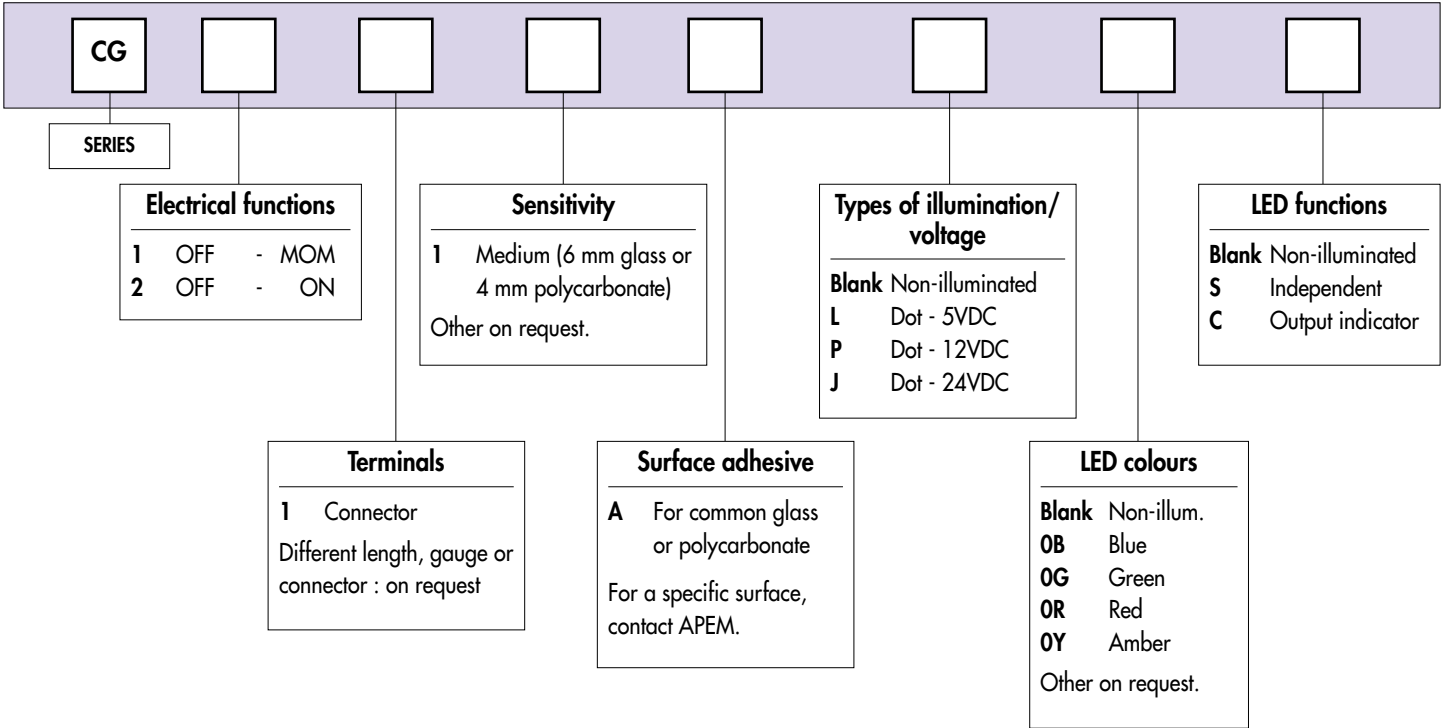 CG
SERIES
Electrical functions
1 OFF - MOM
2 OFF - ON
Sensitivity
1 Medium (6 mm glass or
4 mm polycarbonate)
Other on request.
Types of illumination/
voltage
Blank Non-illuminated
L Dot - 5VDC
P Dot - 12VDC
J Dot - 24VDC
LED functions
Blank Non-illuminated
S Independent
C Output indicator
Terminals
1 Connector
Different length, gauge or
connector : on request
Surface adhesive
A For common glass
or polycarbonate
For a specific surface,
contact APEM.
LED colours
Blank Non-illum.
0B Blue
0G Green
0R Red
0Y Amber
Other on request.